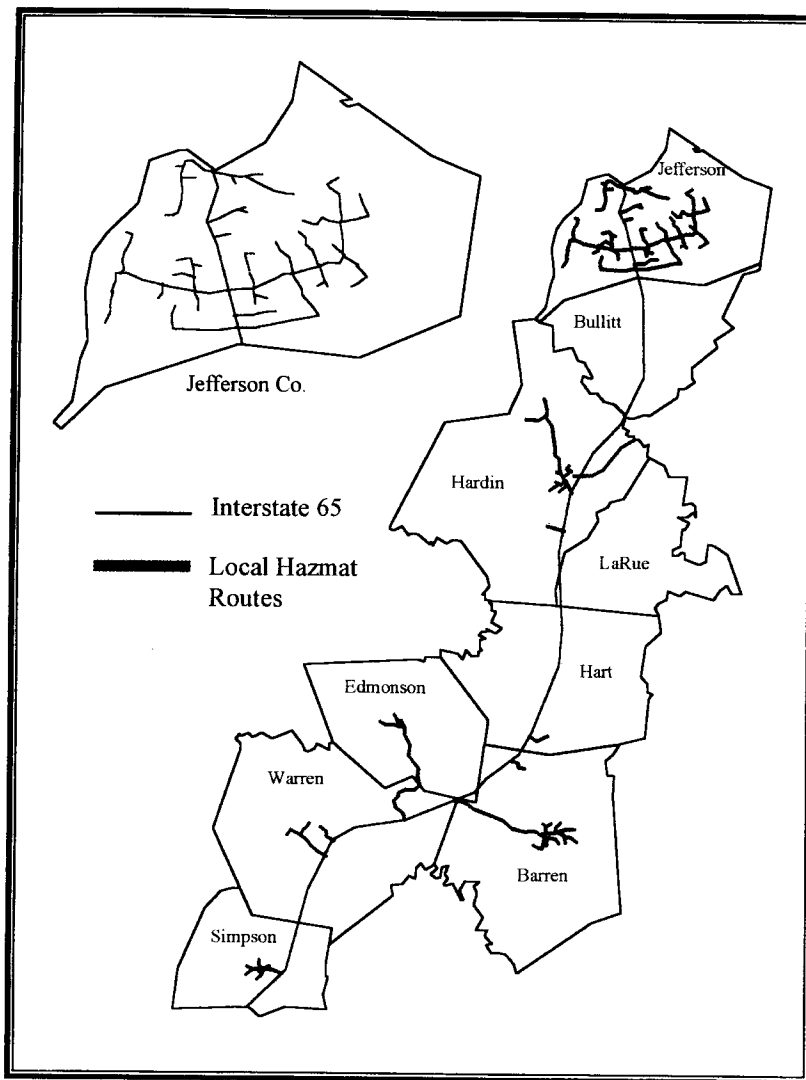 Jefferson
Jefferson Co.
Bullitt
Hardin
Interstate 65
Local Hazmat
Routes
LaRue
Hart
Edmonson
Warren
Barren
Simpson